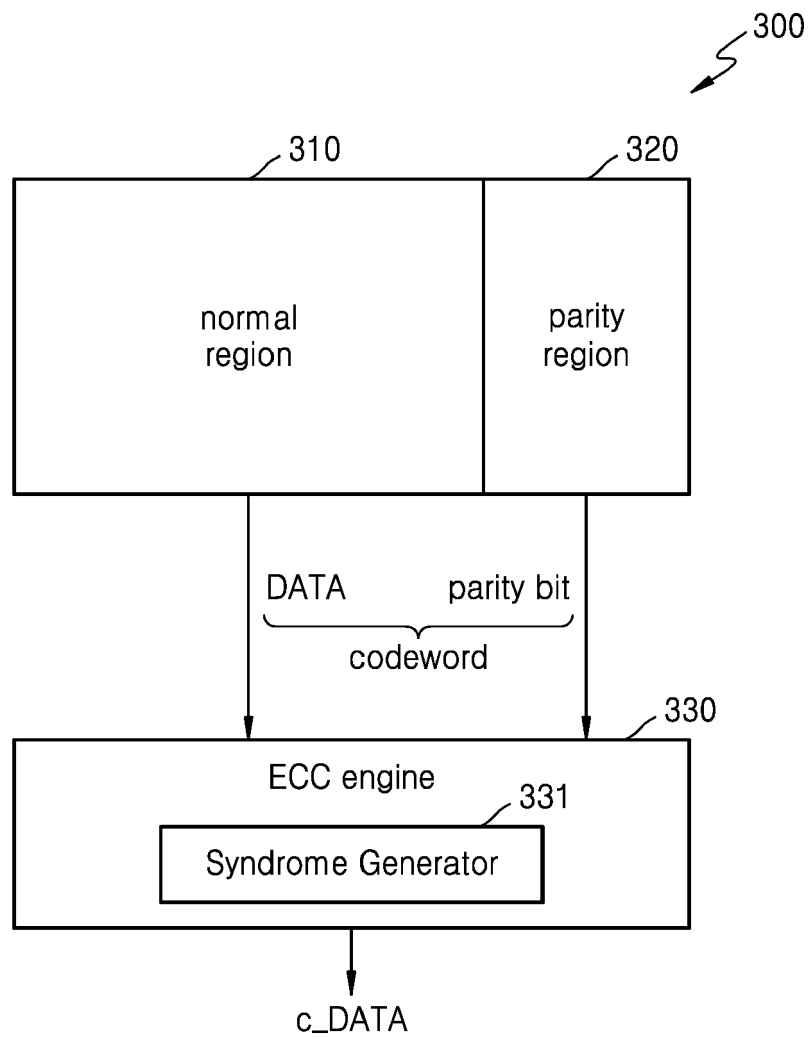 300
310
320
normal
region
parity
region
DATA
parity bit
codeword
330
ECC engine
331
Syndrome Generator
c_DATA